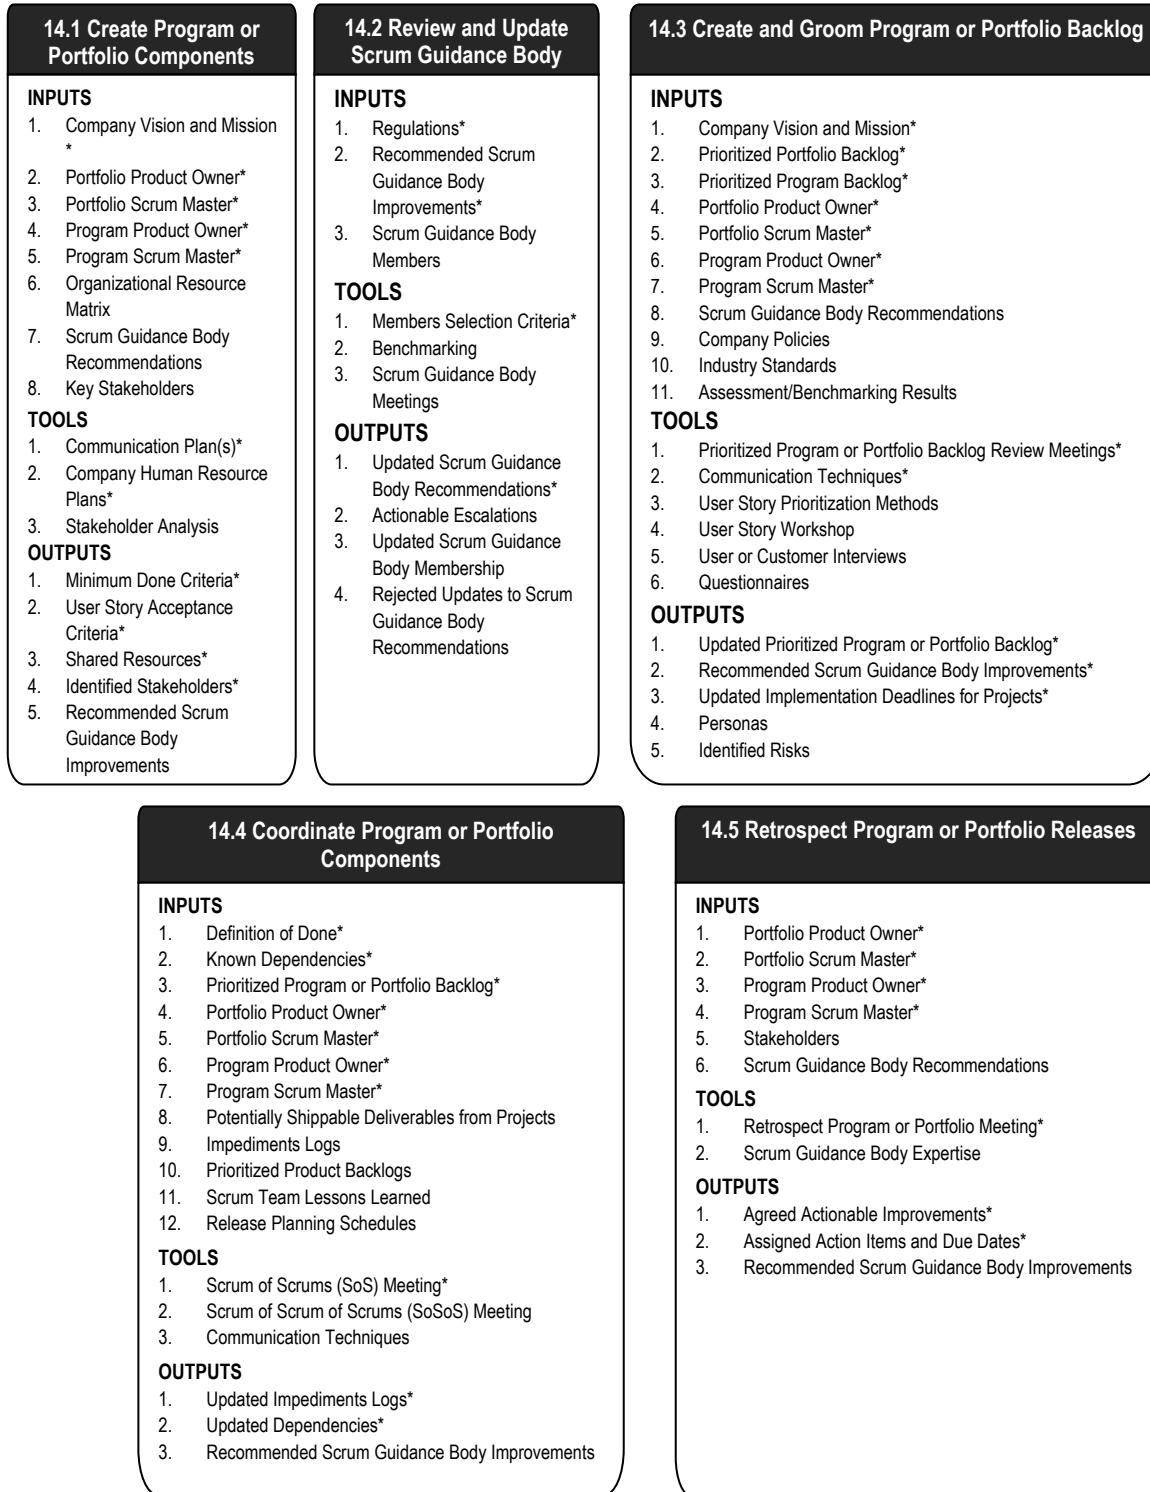 14.1 Create Program or
Portfolio Components
INPUTS
1. Company Vision and Mission
*
2. Portfolio Product Owner*
3. Portfolio Scrum Master*
4. Program Product Owner*
5. Program Scrum Master*
6. Organizational Resource
Matrix
7. Scrum Guidance Body
Recommendations
8. Key Stakeholders
TOOLS
1. Communication Plan(s)*
2. Company Human Resource
Plans*
3. Stakeholder Analysis
OUTPUTS
1. Minimum Done Criteria*
2. User Story Acceptance
Criteria*
3. Shared Resources*
4. Identified Stakeholders*
5. Recommended Scrum
Guidance Body
Improvements
14.2 Review and Update
Scrum Guidance Body
INPUTS
1. Regulations*
2. Recommended Scrum
Guidance Body
Improvements*
3. Scrum Guidance Body
Members
TOOLS
1. Members Selection Criteria*
2. Benchmarking
3. Scrum Guidance Body
Meetings
OUTPUTS
1. Updated Scrum Guidance
Body Recommendations*
2. Actionable Escalations
3. Updated Scrum Guidance
Body Membership
4. Rejected Updates to Scrum
Guidance Body
Recommendations
14.3 Create and Groom Program or Portfolio Backlog
INPUTS
1. Company Vision and Mission*
2. Prioritized Portfolio Backlog*
3. Prioritized Program Backlog*
4. Portfolio Product Owner*
5. Portfolio Scrum Master*
6. Program Product Owner*
7. Program Scrum Master*
8. Scrum Guidance Body Recommendations
9. Company Policies
10. Industry Standards
11. Assessment/Benchmarking Results
TOOLS
1. Prioritized Program or Portfolio Backlog Review Meetings*
2. Communication Techniques*
3. User Story Prioritization Methods
4. User Story Workshop
5. User or Customer Interviews
6. Questionnaires
OUTPUTS
1. Updated Prioritized Program or Portfolio Backlog*
2. Recommended Scrum Guidance Body Improvements*
3. Updated Implementation Deadlines for Projects*
4. Personas
5. Identified Risks
14.4 Coordinate Program or Portfolio
Components
INPUTS
1. Definition of Done*
2. Known Dependencies*
3. Prioritized Program or Portfolio Backlog*
4. Portfolio Product Owner*
5. Portfolio Scrum Master*
6. Program Product Owner*
7. Program Scrum Master*
8. Potentially Shippable Deliverables from Projects
9. Impediments Logs
10. Prioritized Product Backlogs
11. Scrum Team Lessons Learned
12. Release Planning Schedules
TOOLS
1. Scrum of Scrums (SoS) Meeting*
2. Scrum of Scrum of Scrums (SoSoS) Meeting
3. Communication Techniques
OUTPUTS
1. Updated Impediments Logs*
2. Updated Dependencies*
3. Recommended Scrum Guidance Body Improvements
14.5 Retrospect Program or Portfolio Releases
INPUTS
1. Portfolio Product Owner*
2. Portfolio Scrum Master*
3. Program Product Owner*
4. Program Scrum Master*
5. Stakeholders
6. Scrum Guidance Body Recommendations
TOOLS
1. Retrospect Program or Portfolio Meeting*
2. Scrum Guidance Body Expertise
OUTPUTS
1. Agreed Actionable Improvements*
2. Assigned Action Items and Due Dates*
3. Recommended Scrum Guidance Body Improvements